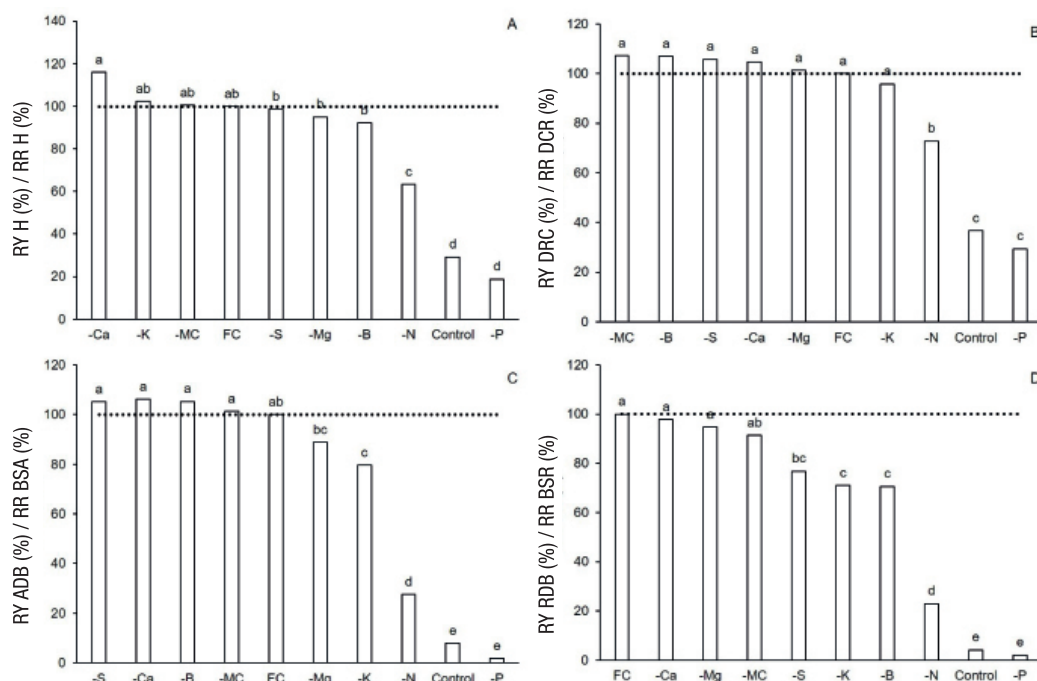 140
120
100
80
60
40
20
0
RY H (%) / RR H (%)
A
a ab ab ab b b b c d d
-Ca -K -MC FC -S -Mg -B -N Control -P
120
100
80
60
40
20
0
RY DRC (%) / RR DCR (%)
B
a a a a a a a b c c
-MC -B -S -Ca -Mg FC -K -N Control -P
120
100
80
60
40
20
0
RY ADB (%) / RR BSA (%)
C
a a a a ab bc c d e e
-S -Ca -B -MC FC -Mg -K -N Control -P
120
100
80
60
40
20
0
RY RDB (%) / RR BSR (%)
D
a a a ab bc c c d e e
FC -Ca -Mg -MC -S -K -B -N Control -P